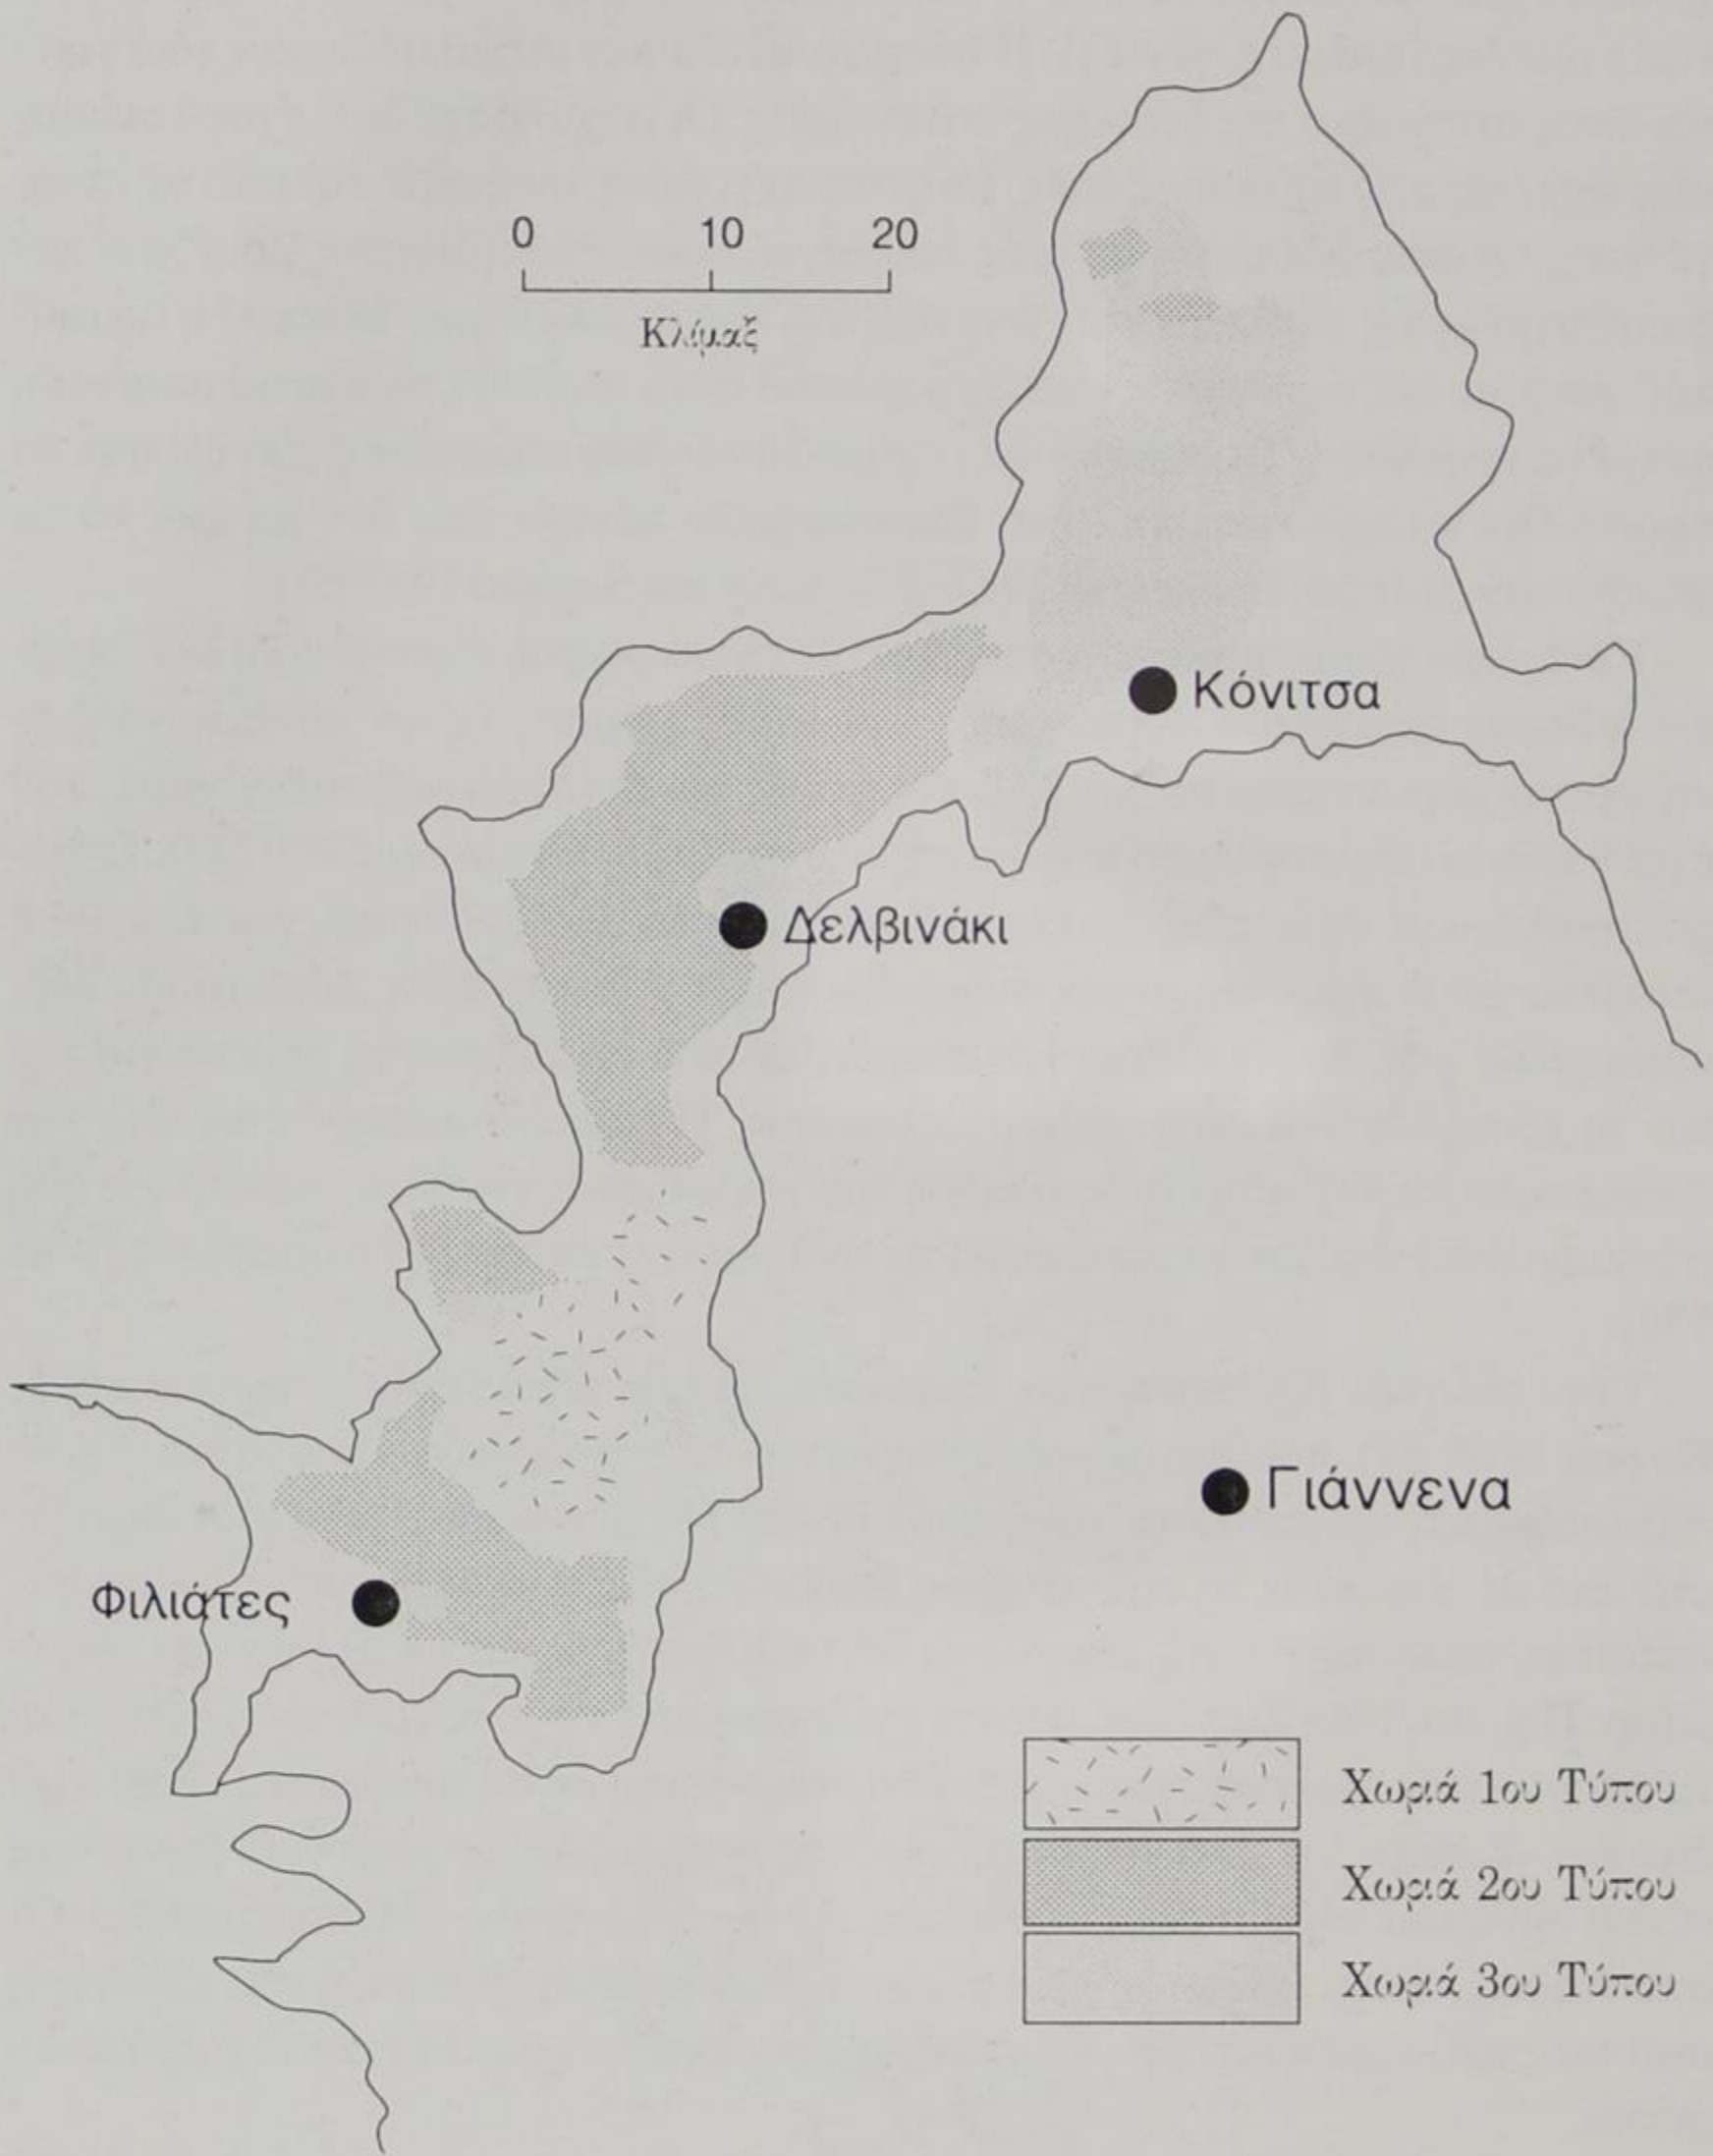 0 10 20
Κλίμαξ
Κόνιτσα
Δελβινάκι
Γιάννενα
Φιλιάτες
Χωριά 1ου Τύπου
Χωριά 2ου Τύπου
Χωριά 3ου Τύπου